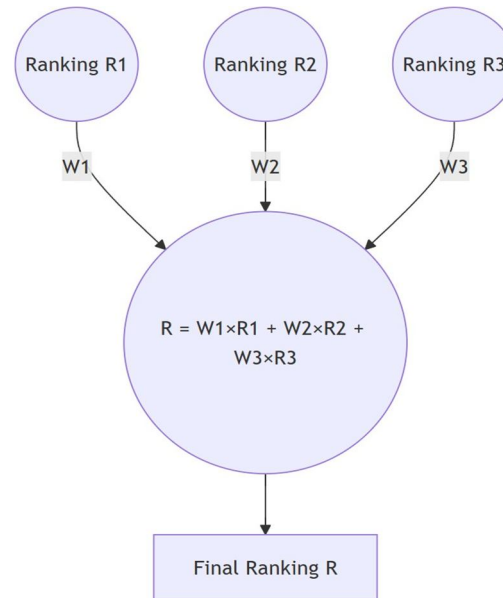 Ranking R1
Ranking R2
Ranking R3
W1
W2
W3
R = W1×R1 + W2×R2 +
W3×R3
Final Ranking R